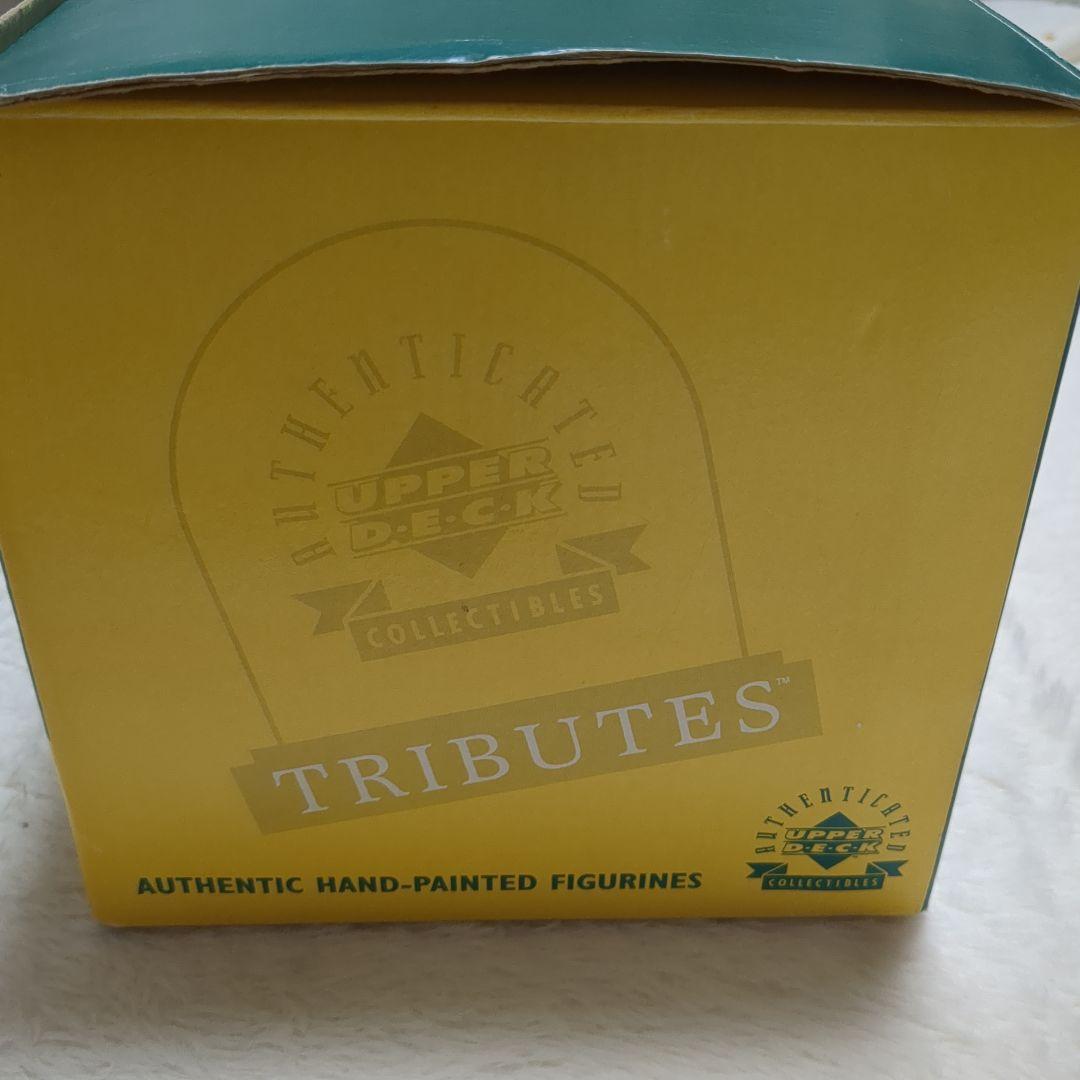 AUTHENTICATED
UPPER
D·E·C·K
COLLECTIBLES
TRIBUTES™
AUTHENTIC HAND-PAINTED FIGURINES
AUTHENTICATED
UPPER
D·E·C·K
COLLECTIBLES